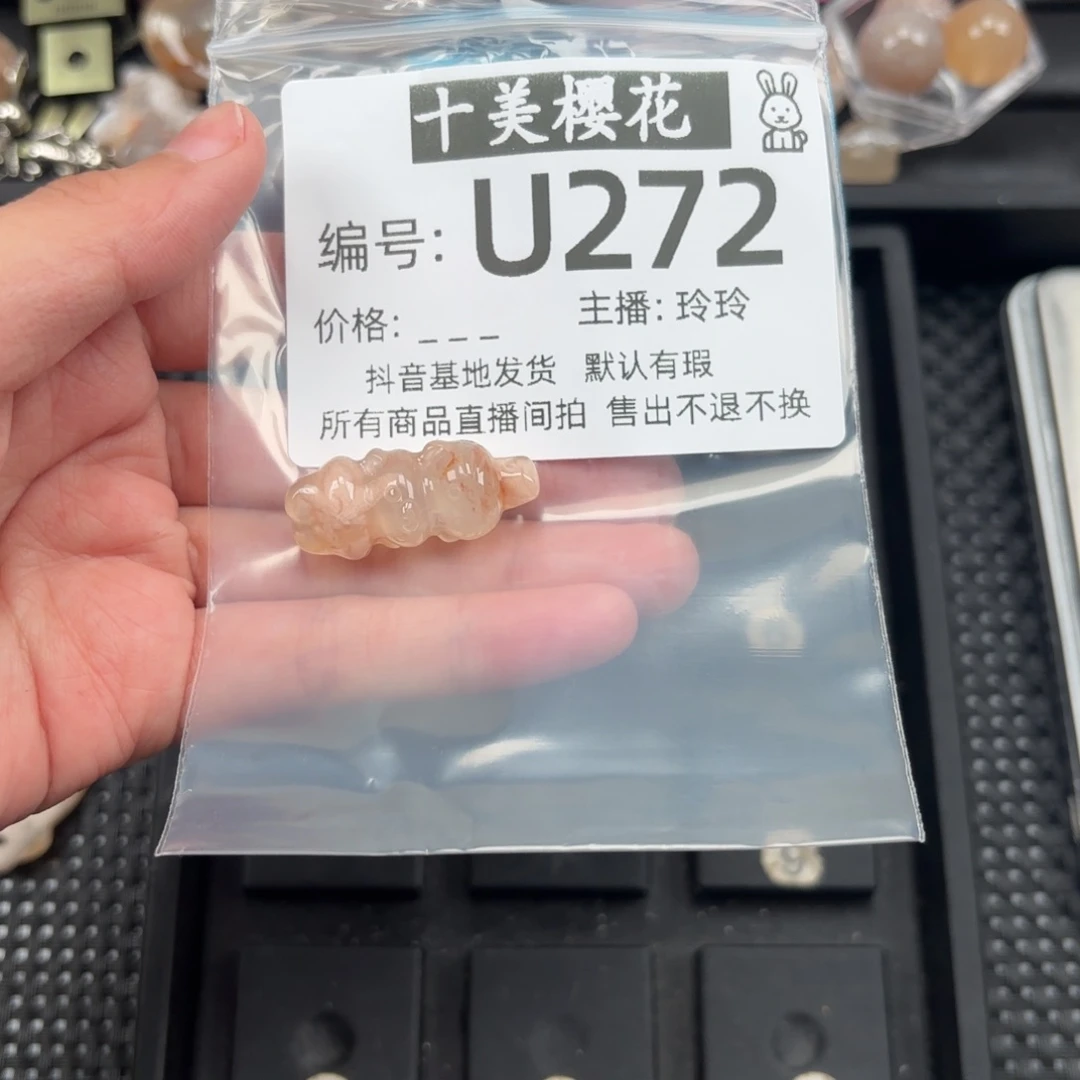 十美樱花
编号: U272
价格: _ _ _ 主播: 玲玲
抖音基地发货 默认有瑕
所有商品直播间拍 售出不退不换